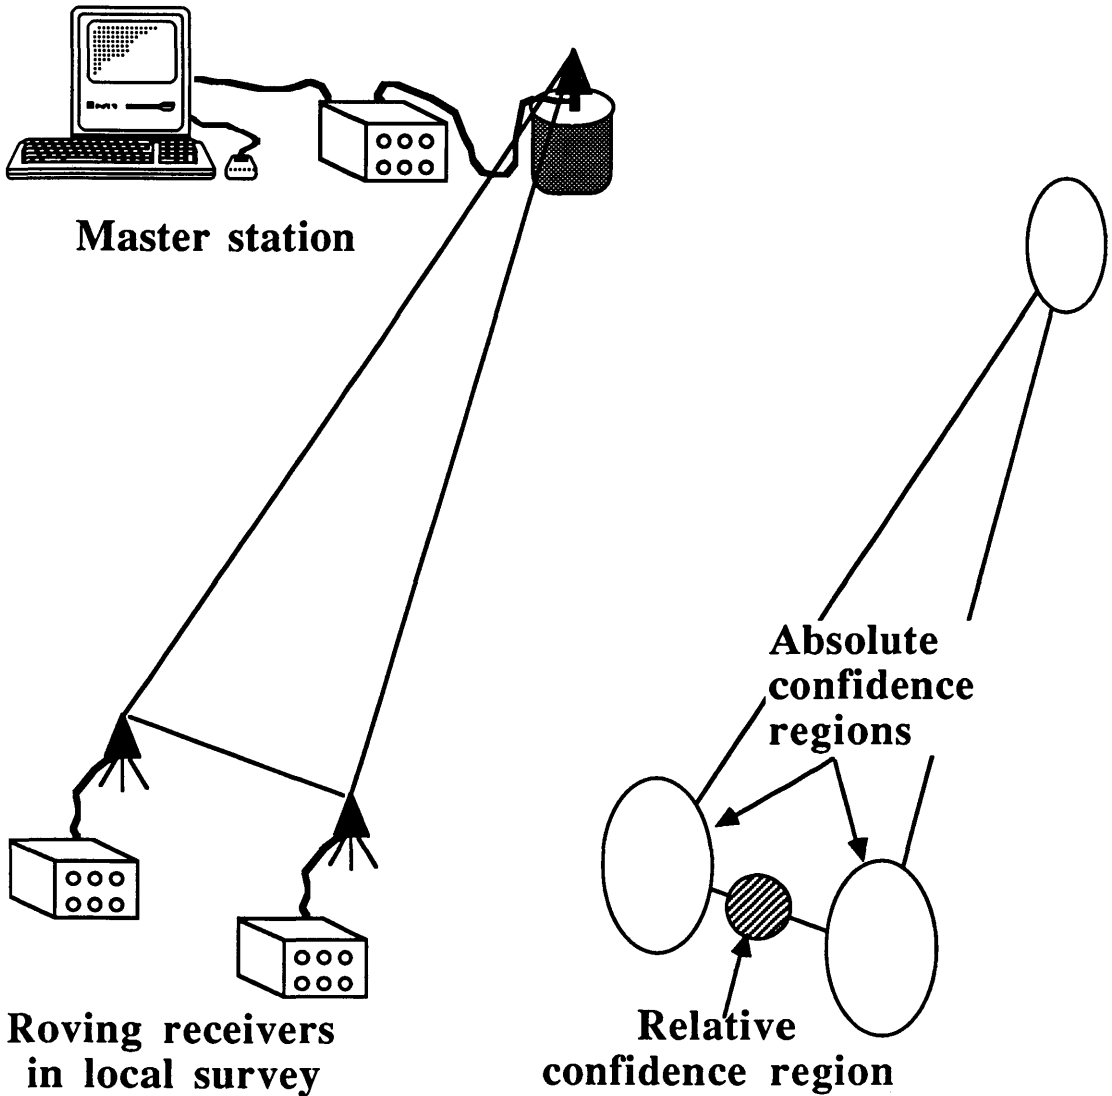 Master station
Absolute
confidence
regions
Roving receivers
in local survey
Relative
confidence region